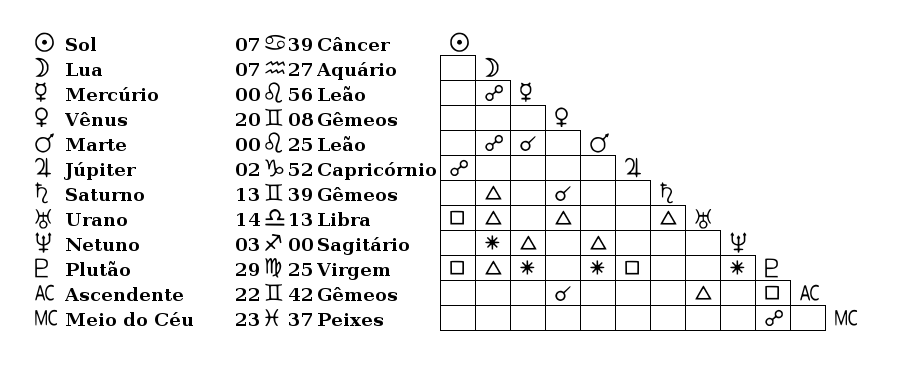 ☉ Sol 07 ♋ 39 Câncer
☽ Lua 07 ♒ 27 Aquário
☿ Mercúrio 00 ♌ 56 Leão
♀ Vênus 20 ♊ 08 Gêmeos
♂ Marte 00 ♌ 25 Leão
♃ Júpiter 02 ♑ 52 Capricórnio
♄ Saturno 13 ♊ 39 Gêmeos
♅ Urano 14 ♎ 13 Libra
♆ Netuno 03 ♐ 00 Sagitário
♇ Plutão 29 ♍ 25 Virgem
AC Ascendente 22 ♊ 42 Gêmeos AC
MC Meio do Céu 23 ♓ 37 Peixes MC